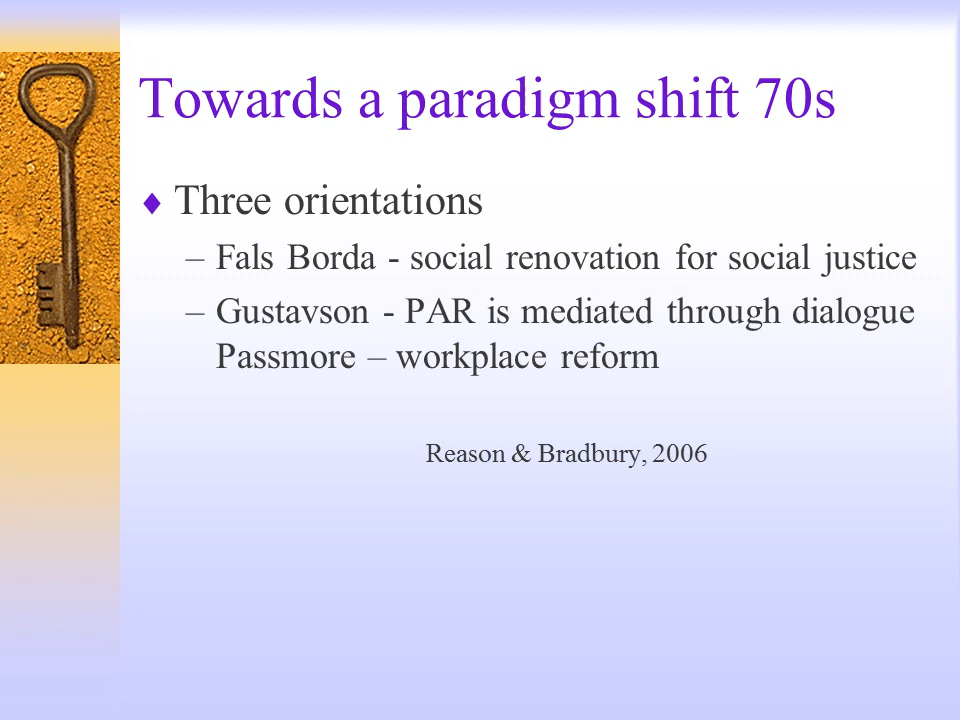 Towards a paradigm shift 70s
♦ Three orientations
– Fals Borda - social renovation for social justice
– Gustavson - PAR is mediated through dialogue
Passmore – workplace reform
Reason & Bradbury, 2006